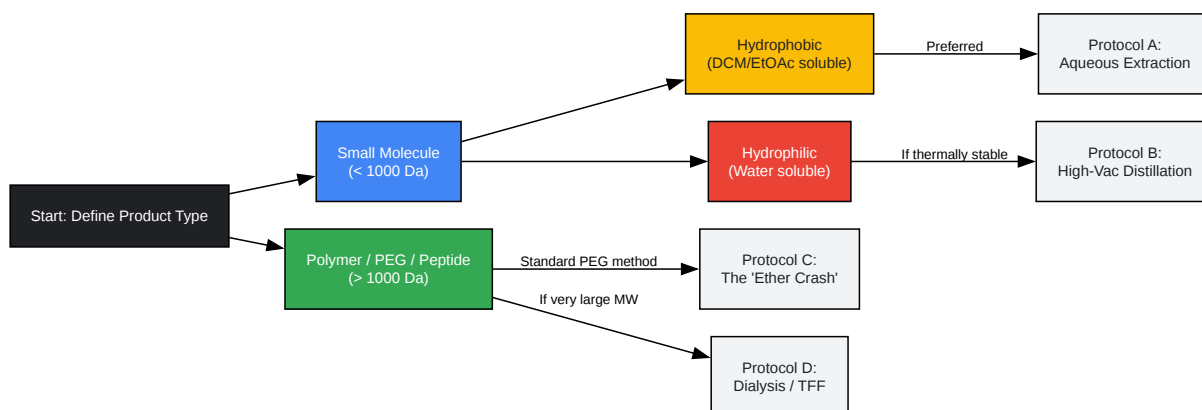 Hydrophobic
(DCM/EtOAc soluble)
Preferred
Protocol A:
Aqueous Extraction
Small Molecule
(< 1000 Da)
Hydrophilic
(Water soluble)
If thermally stable
Protocol B:
High-Vac Distillation
Start: Define Product Type
Polymer / PEG / Peptide
(> 1000 Da)
Standard PEG method
Protocol C:
The 'Ether Crash'
If very large MW
Protocol D:
Dialysis / TFF